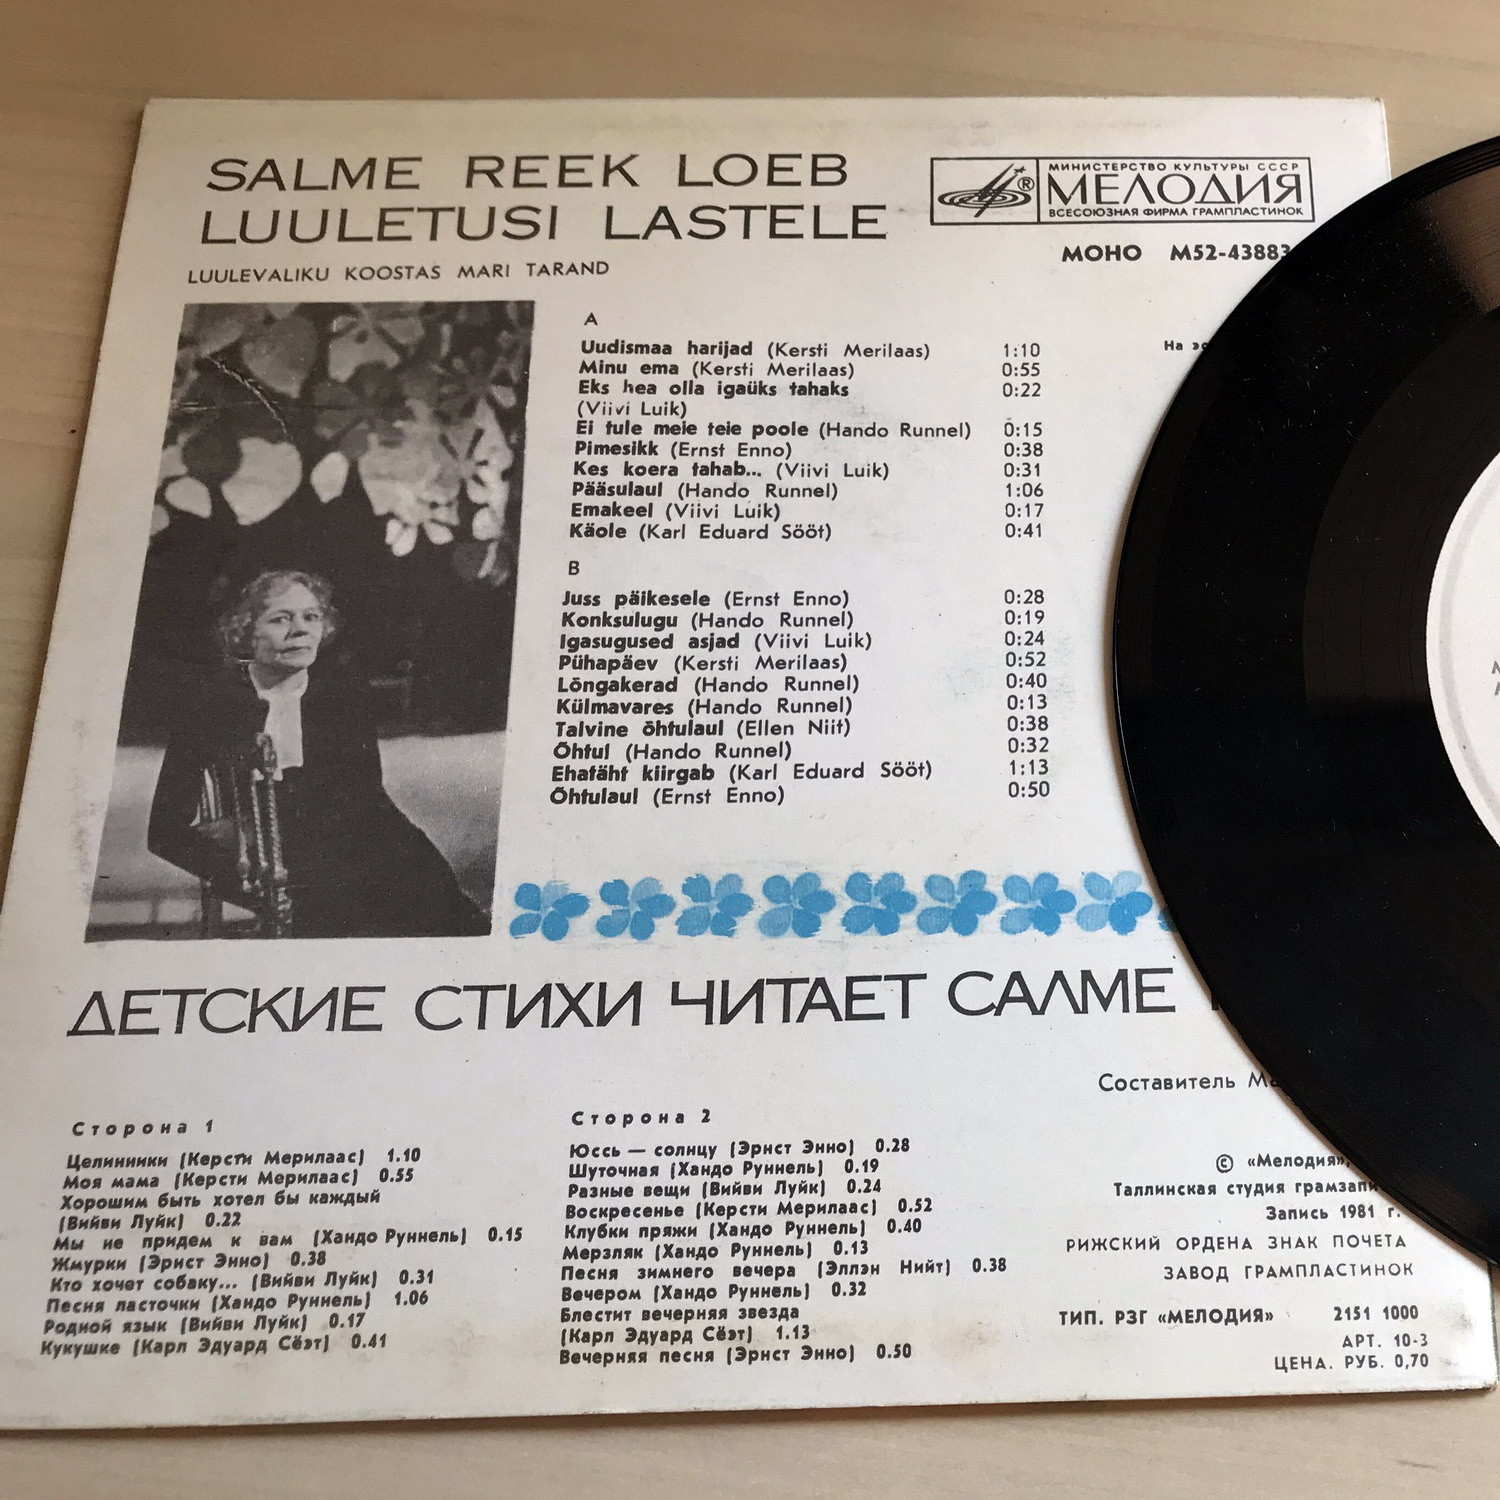 SALME REEK LOEB
LUULETUSI LASTELE
LUULEVALIKU KOOSTAS MARI TARAND
МИНИСТЕРСТВО КУЛЬТУРЫ СССР
® МЕЛОДИЯ
ВСЕСОЮЗНАЯ ФИРМА ГРАМПЛАСТИНОК
МОНО М52-43883
На
A
Uudismaa harijad (Kersti Merilaas) 1:10
Minu ema (Kersti Merilaas) 0:55
Eks hea olla igaüks tahaks 0:22
(Viivi Luik)
Ei tule meie teie poole (Hando Runnel) 0:15
Pimesikk (Ernst Enno) 0:38
Kes koera tahab... (Viivi Luik) 0:31
Pääsulaul (Hando Runnel) 1:06
Emakeel (Viivi Luik) 0:17
Käole (Karl Eduard Sööt) 0:41
B
Juss päikesele (Ernst Enno) 0:28
Konksulugu (Hando Runnel) 0:19
Igasugused asjad (Viivi Luik) 0:24
Pühapäev (Kersti Merilaas) 0:52
Lõngakerad (Hando Runnel) 0:40
Külmavares (Hando Runnel) 0:13
Talvine õhtulaul (Ellen Niit) 0:38
Õhtul (Hando Runnel) 0:32
Ehatäht kiirgab (Karl Eduard Sööt) 1:13
Õhtulaul (Ernst Enno) 0:50
ДЕТСКИЕ СТИХИ ЧИТАЕТ САЛМЕ
Составитель
Сторона 1
Целинники (Керсти Мерилаас) 1.10
Моя мама (Керсти Мерилаас) 0.55
Хорошим быть хотел бы каждый
(Вийви Луйк) 0.22
Мы не придем к вам (Хандо Руннель) 0.15
Жмурки (Эрнст Энно) 0.38
Кто хочет собаку... (Вийви Луйк) 0.31
Песня ласточки (Хандо Руннель) 1.06
Родной язык (Вийви Луйк) 0.17
Кукушке (Карл Эдуард Сёэт) 0.41
Сторона 2
Юссь — солнцу (Эрнст Энно) 0.28
Шуточная (Хандо Руннель) 0.19
Разные вещи (Вийви Луйк) 0.24
Воскресенье (Керсти Мерилаас) 0.52
Клубки пряжи (Хандо Руннель) 0.40
Мерзляк (Хандо Руннель) 0.13
Песня зимнего вечера (Эллэн Нийт) 0.38
Вечером (Хандо Руннель) 0.32
Блестит вечерняя звезда
(Карл Эдуард Сёэт) 1.13
Вечерняя песня (Эрнст Энно) 0.50
© «Мелодия»,
Таллинская студия грамзапи
Запись 1981 г.
РИЖСКИЙ ОРДЕНА ЗНАК ПОЧЕТА
ЗАВОД ГРАМПЛАСТИНОК
ТИП. РЗГ «МЕЛОДИЯ» 2151 1000
АРТ. 10-3
ЦЕНА. РУБ. 0,70